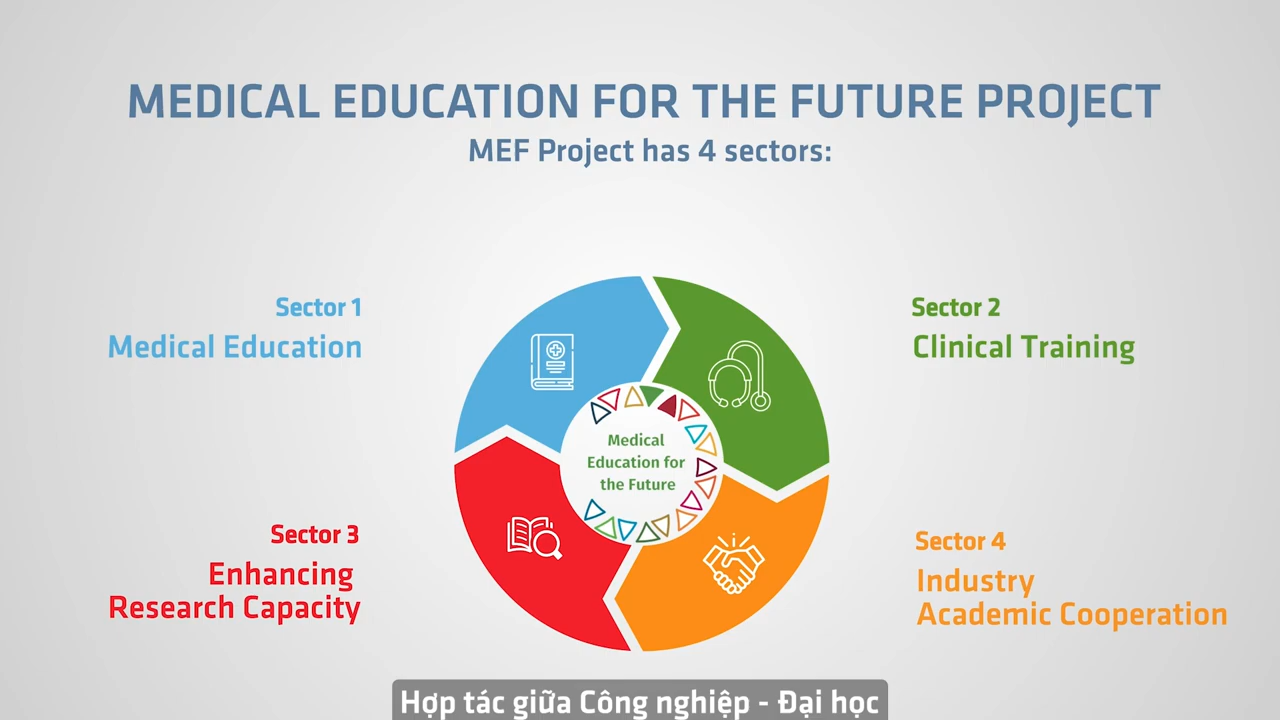 MEDICAL EDUCATION FOR THE FUTURE PROJECT
MEF Project has 4 sectors:
Sector 1
Medical Education
Sector 2
Clinical Training
Medical
Education for
the Future
Sector 3
Enhancing
Research Capacity
Sector 4
Industry
Academic Cooperation
Hợp tác giữa Công nghiệp - Đại học